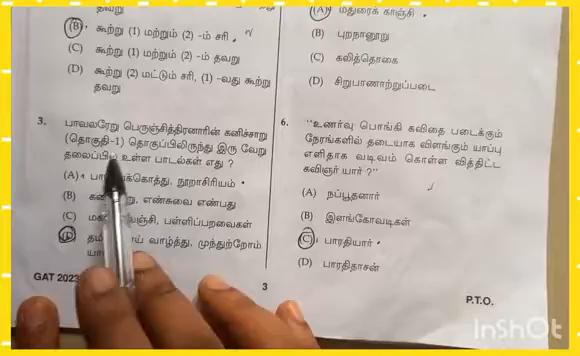 தவறு
(B) கூற்று (1) மற்றும் (2) -ம் சரி
(C) கூற்று (1) மற்றும் (2) -ம் தவறு
(D) கூற்று (2) மட்டும் சரி, (1) -வது கூற்று
தவறு
3. பாவலரேறு பெருஞ்சித்திரனாரின் கனிச்சாறு
(தொகுதி-1) தொகுப்பிலிருந்து இரு வேறு
தலைப்பில் உள்ள பாடல்கள் எது ?
(A) நூறாசிரியம்
(B) எண்சுவை எண்பது
(C) பள்ளிப்பறவைகள்
(D) வாழ்த்து, முந்துற்றோம்
GAT 2023
(A) மதுரைக் காஞ்சி
(B) புறநானூறு
(C) கலித்தொகை
(D) சிறுபாணாற்றுப்படை
6. "உணர்வு பொங்கி கவிதை படைக்கும்
நேரங்களில் தடையாக விளங்கும் யாப்பு
எளிதாக வடிவம் கொள்ள வித்திட்ட
கவிஞர் யார் ?"
(A) நப்பூதனார்
(B) இளங்கோவடிகள்
(C) பாரதியார்
(D) பாரதிதாசன்
3
P.T.O.
InShOt